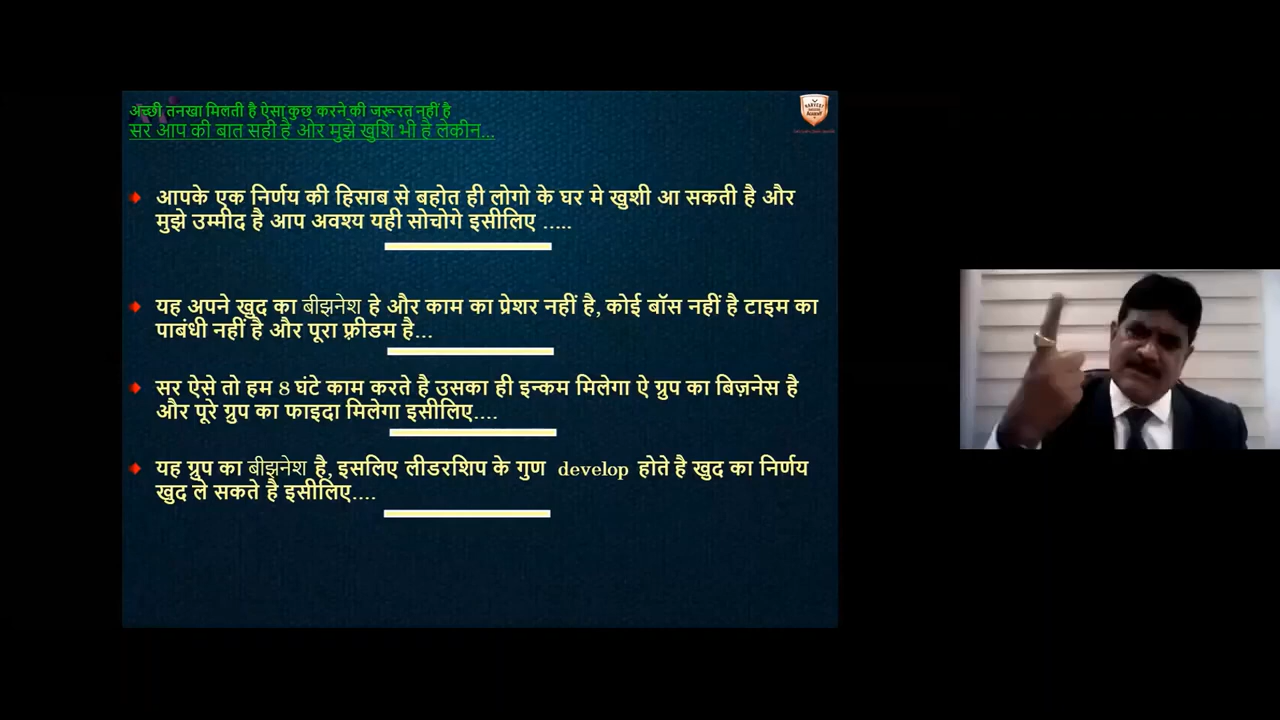 अच्छी तनखा मिलती है ऐसा कुछ करने की जरूरत नहीं है
सर आप की बात सही है ओर मुझे खुशि भी है लेकीन...
आपके एक निर्णय की हिसाब से बहोत ही लोगो के घर मे खुशी आ सकती है और
मुझे उम्मीद है आप अवश्य यही सोचोगे इसीलिए .....
यह अपने खुद का बीझनेश हे और काम का प्रेशर नहीं है, कोई बॉस नहीं है टाइम का
पाबंधी नहीं है और पूरा फ़्रीडम है...
सर ऐसे तो हम 8 घंटे काम करते है उसका ही इन्कम मिलेगा ऐ ग्रुप का बिज़नेस है
और पूरे ग्रुप का फाइदा मिलेगा इसीलिए....
यह ग्रुप का बीझनेश है, इसलिए लीडरशिप के गुण develop होते है खुद का निर्णय
खुद ले सकते है इसीलिए....
HARVEST